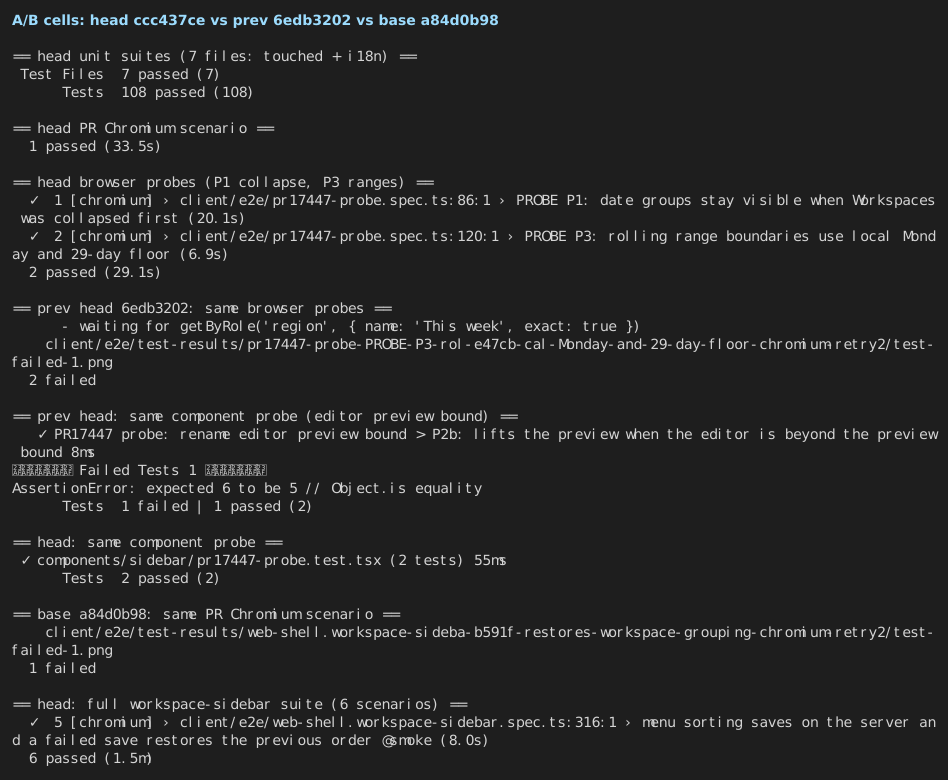 A/B cells: head ccc437ce vs prev 6edb3202 vs base a84d0b98
== head unit suites (7 files: touched + i18n) ==
Test Files 7 passed (7)
Tests 108 passed (108)
== head PR Chromium scenario ==
1 passed (33.5s)
== head browser probes (P1 collapse, P3 ranges) ==
✓ 1 [chromium] › client/e2e/pr17447-probe.spec.ts:86:1 › PROBE P1: date groups stay visible when Workspaces
was collapsed first (20.1s)
✓ 2 [chromium] › client/e2e/pr17447-probe.spec.ts:120:1 › PROBE P3: rolling range boundaries use local Mond
ay and 29-day floor (6.9s)
2 passed (29.1s)
== prev head 6edb3202: same browser probes ==
- waiting for getByRole('region', { name: 'This week', exact: true })
client/e2e/test-results/pr17447-probe-PROBE-P3-rol-e47cb-cal-Monday-and-29-day-floor-chromium-retry2/test-
failed-1.png
2 failed
== prev head: same component probe (editor preview bound) ==
✓ PR17447 probe: rename editor preview bound > P2b: lifts the preview when the editor is beyond the preview
bound 8ms
Failed Tests 1
AssertionError: expected 6 to be 5 // Object.is equality
Tests 1 failed | 1 passed (2)
== head: same component probe ==
✓ components/sidebar/pr17447-probe.test.tsx (2 tests) 55ms
Tests 2 passed (2)
== base a84d0b98: same PR Chromium scenario ==
client/e2e/test-results/web-shell.workspace-sideba-b591f-restores-workspace-grouping-chromium-retry2/test-
failed-1.png
1 failed
== head: full workspace-sidebar suite (6 scenarios) ==
✓ 5 [chromium] › client/e2e/web-shell.workspace-sidebar.spec.ts:316:1 › menu sorting saves on the server an
d a failed save restores the previous order @smoke (8.0s)
6 passed (1.5m)